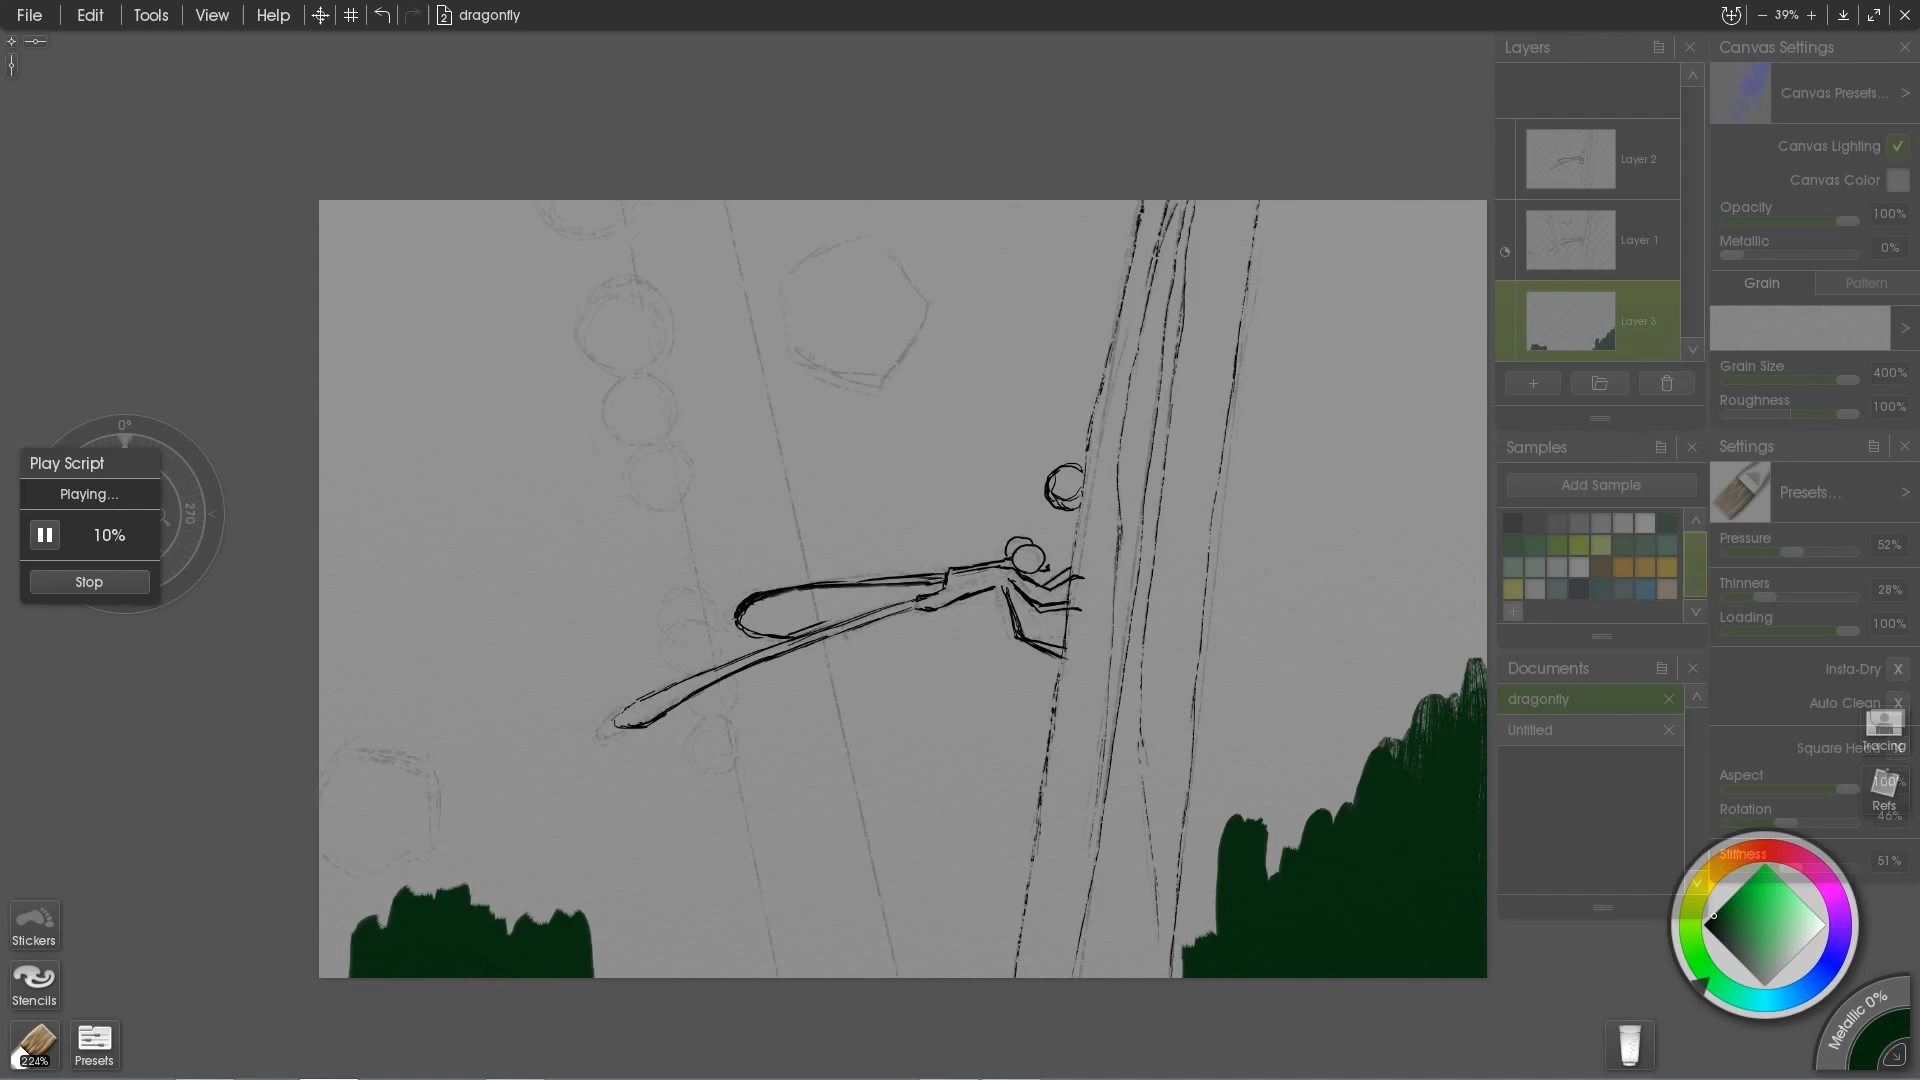 File Edit Tools View Help dragonfly 39%
Layers
Layer 2
Layer 1
Layer 3
Canvas Settings
Canvas Presets...
Canvas Lighting
Canvas Color
Opacity 100%
Metallic 0%
Grain Pattern
Grain Size 400%
Roughness 100%
0°
270
Play Script
Playing...
10%
Stop
Samples
Add Sample
Settings
Presets...
Pressure 52%
Thinners 28%
Loading 100%
Documents
dragonfly
Untitled
Insta-Dry X
Auto Clean X
Tracing
Square Head
Aspect 100%
Refs
Rotation 46%
Stiffness 51%
Metallic 0%
Stickers
Stencils
224%
Presets